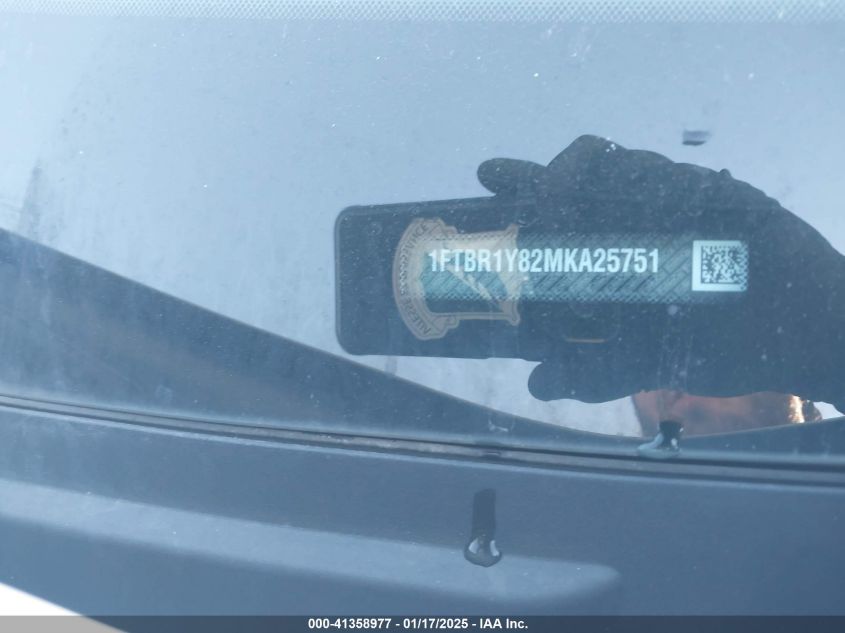 1FTBR1Y82MKA25751
000-41358977 - 01/17/2025 - IAA Inc.